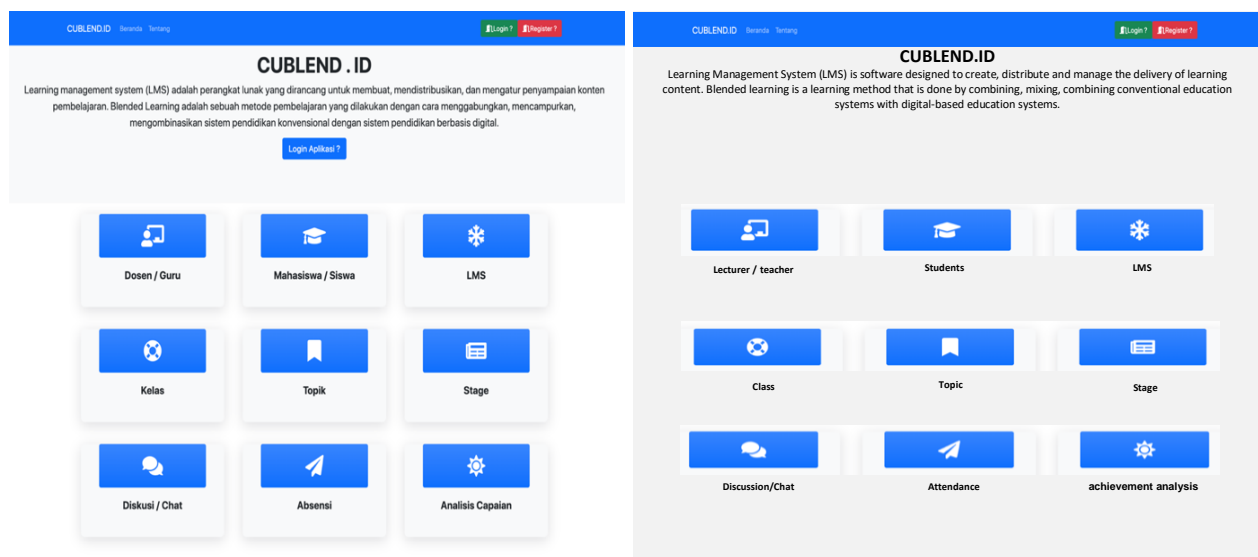 CUBLEND.ID Beranda Tentang Login ? Register ?
CUBLEND . ID
Learning management system (LMS) adalah perangkat lunak yang dirancang untuk membuat, mendistribusikan, dan mengatur penyampaian konten
pembelajaran. Blended Learning adalah sebuah metode pembelajaran yang dilakukan dengan cara menggabungkan, mencampurkan,
mengombinasikan sistem pendidikan konvensional dengan sistem pendidikan berbasis digital.
Login Aplikasi ?
Dosen / Guru
Mahasiswa / Siswa
LMS
Kelas
Topik
Stage
Diskusi / Chat
Absensi
Analisis Capaian
CUBLEND.ID Beranda Tentang Login ? Register ?
CUBLEND.ID
Learning Management System (LMS) is software designed to create, distribute and manage the delivery of learning
content. Blended learning is a learning method that is done by combining, mixing, combining conventional education
systems with digital-based education systems.
Lecturer / teacher
Students
LMS
Class
Topic
Stage
Discussion/Chat
Attendance
achievement analysis